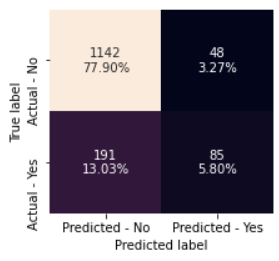 1142
77.90%
48
3.27%
191
13.03%
85
5.80%
True label
Actual - No
Actual - Yes
Predicted - No
Predicted - Yes
Predicted label